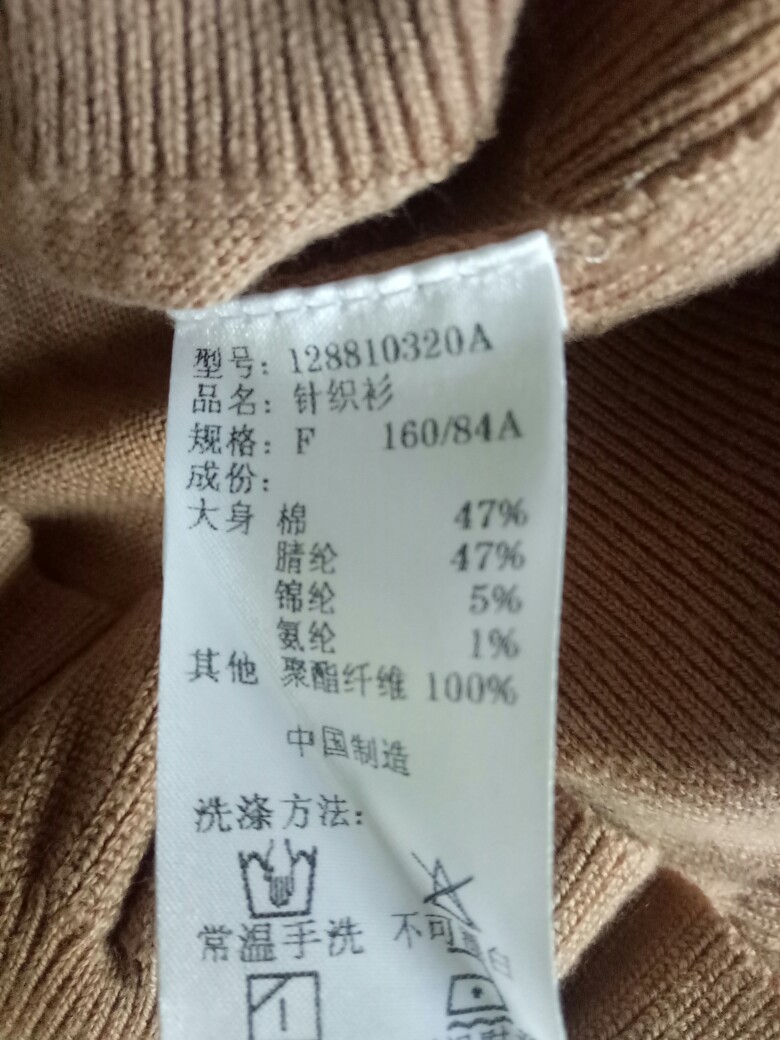 型号: 128810320A
品名: 针织衫
规格: F 160/84A
成份:
大身 棉 47%
腈纶 47%
锦纶 5%
氨纶 1%
其他 聚酯纤维 100%
中国制造
洗涤方法:
常温手洗 不可漂白